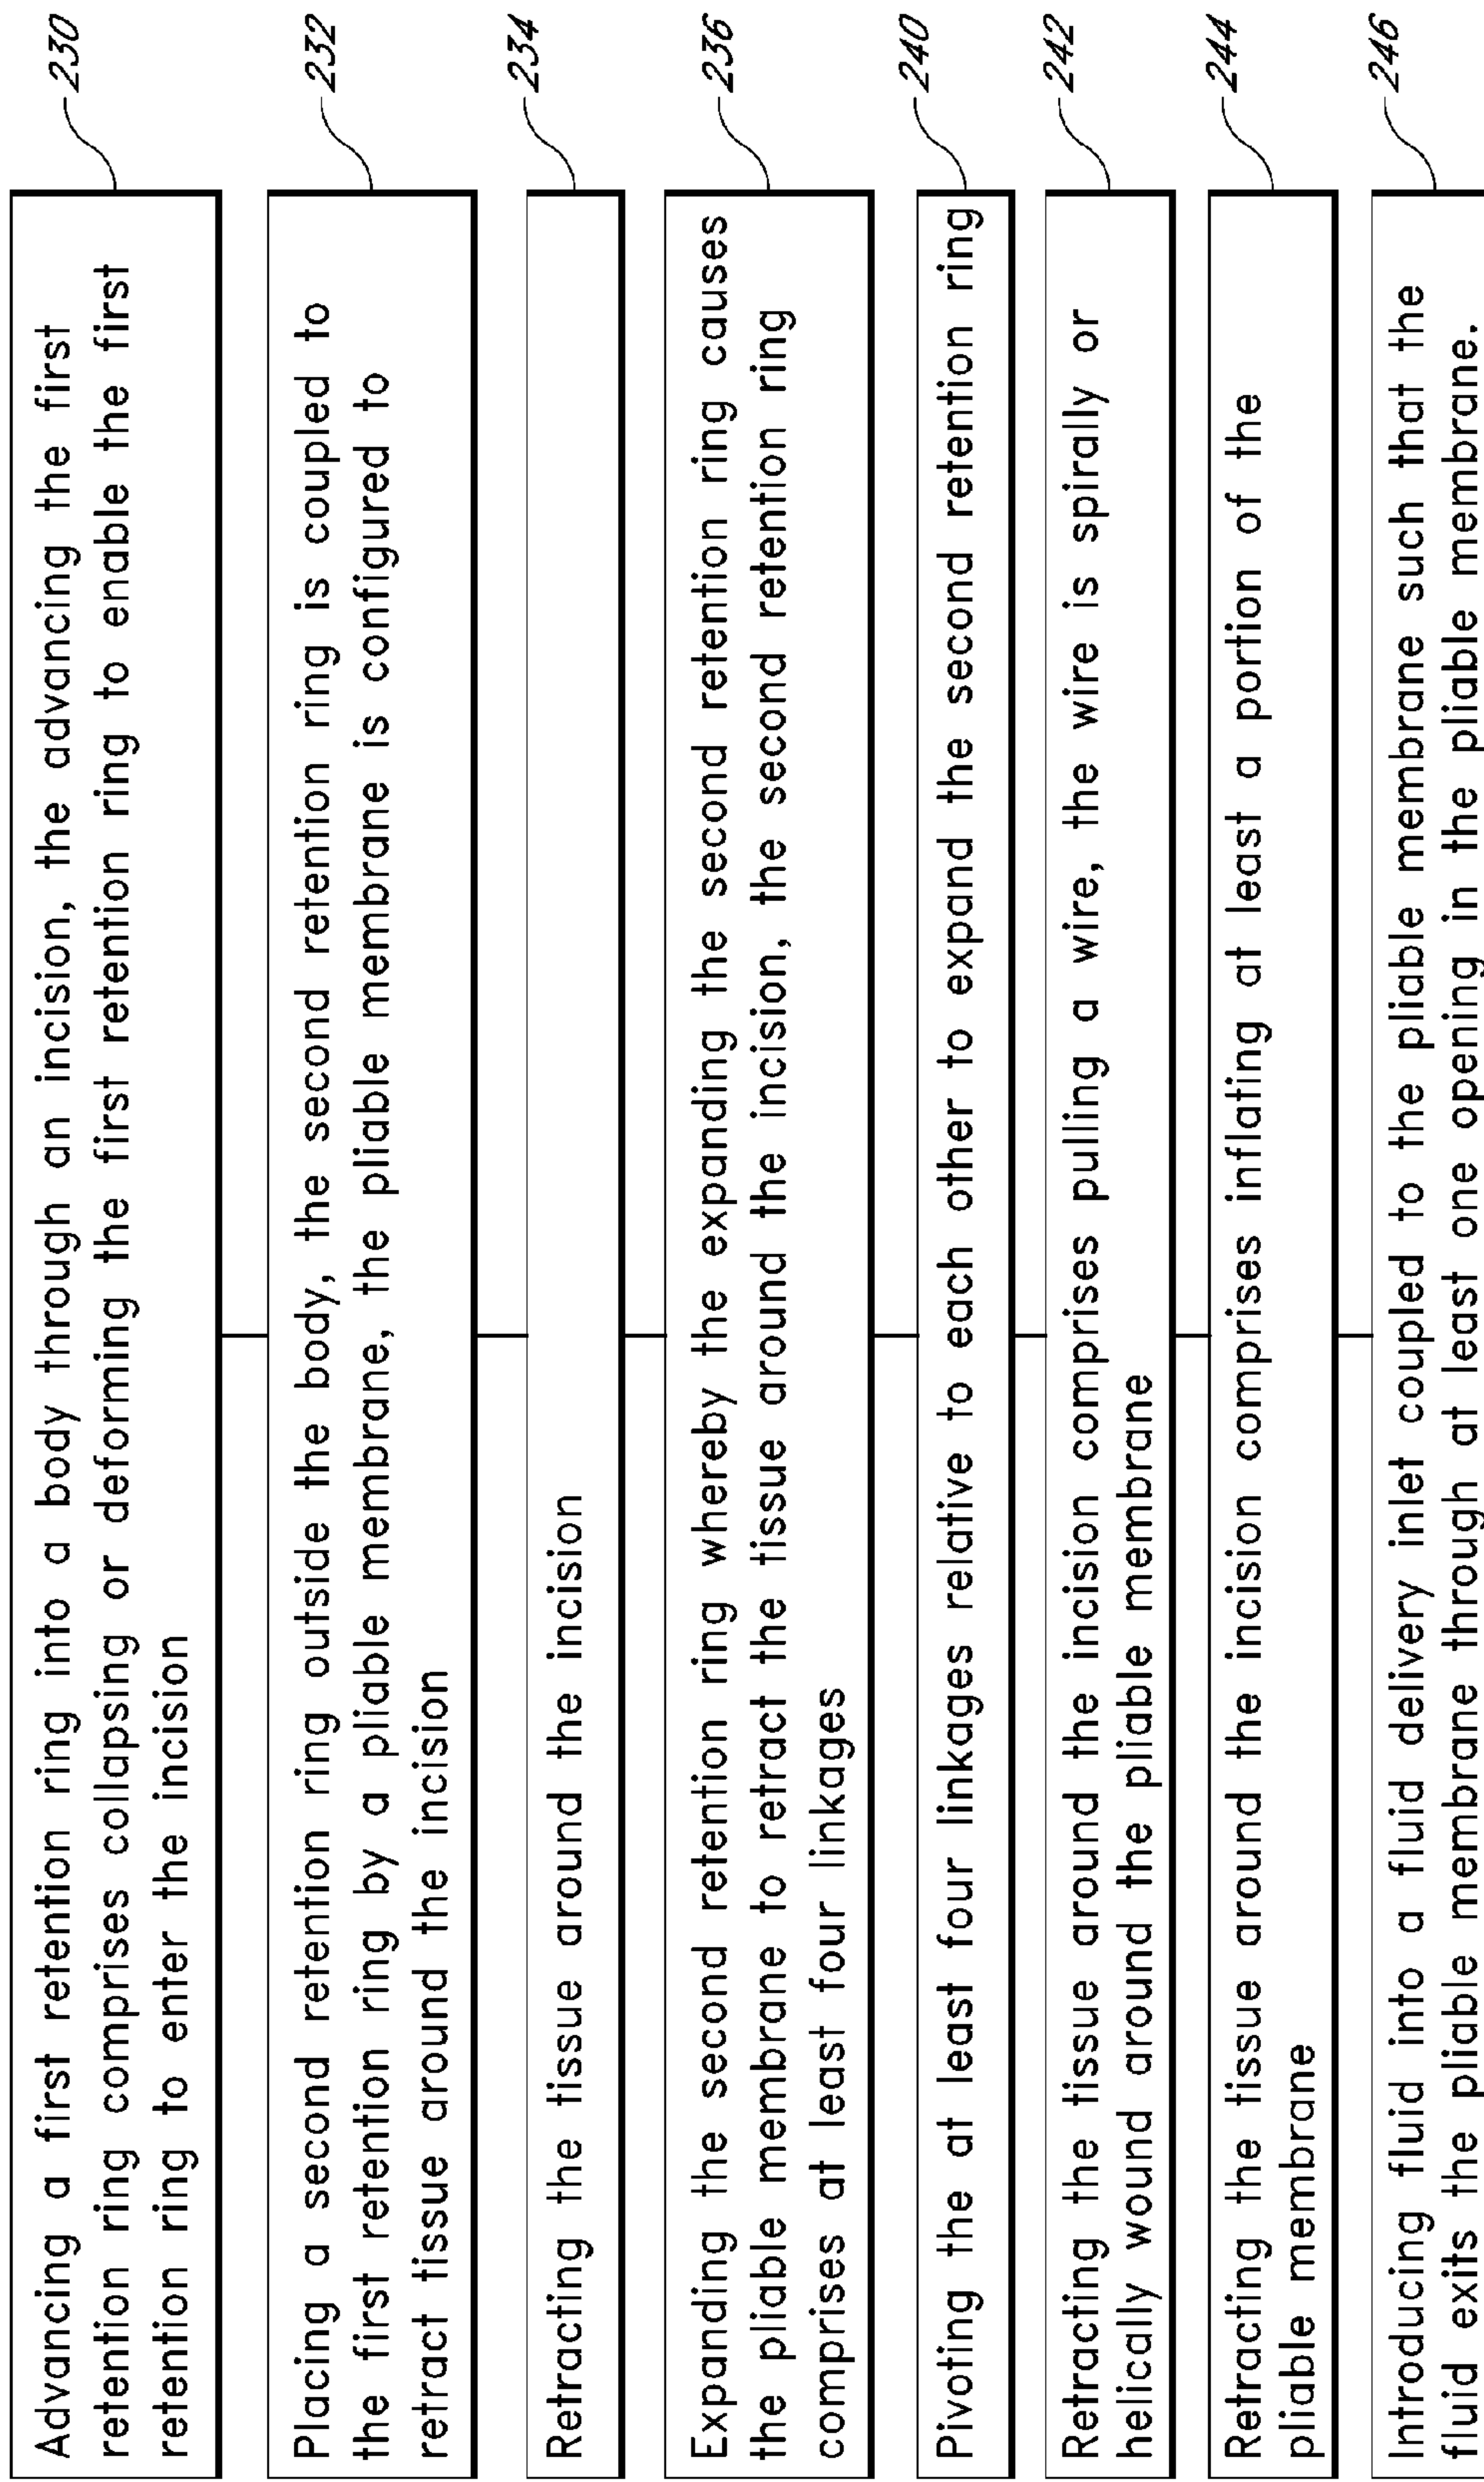 Advancing a first retention ring into a body through an incision, the advancing the first
retention ring comprises collapsing or deforming the first retention ring to enable the first
retention ring to enter the incision
230
Placing a second retention ring outside the body, the second retention ring is coupled to
the first retention ring by a pliable membrane, the pliable membrane is configured to
retract tissue around the incision
232
Retracting the tissue around the incision
234
Expanding the second retention ring whereby the expanding the second retention ring causes
the pliable membrane to retract the tissue around the incision, the second retention ring
comprises at least four linkages
236
Pivoting the at least four linkages relative to each other to expand the second retention ring
240
Retracting the tissue around the incision comprises pulling a wire, the wire is spirally or
helically wound around the pliable membrane
242
Retracting the tissue around the incision comprises inflating at least a portion of the
pliable membrane
244
Introducing fluid into a fluid delivery inlet coupled to the pliable membrane such that the
fluid exits the pliable membrane through at least one opening in the pliable membrane.
246